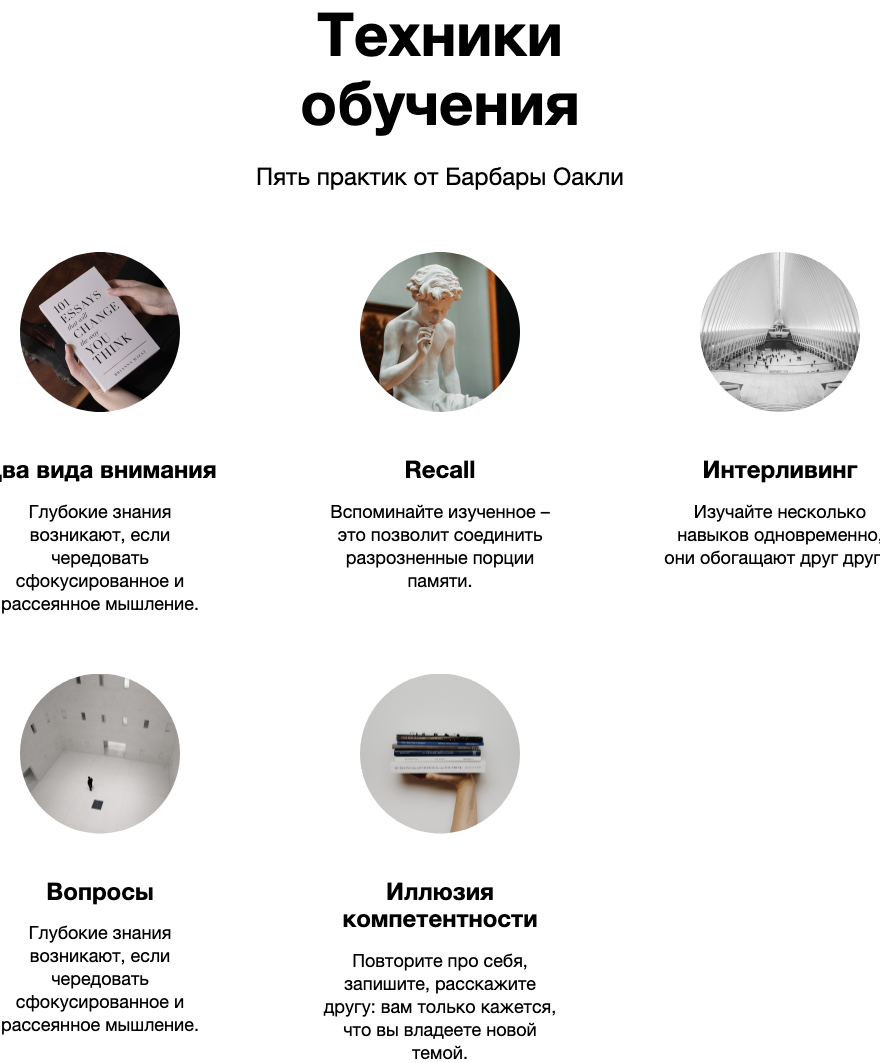 Техники
обучения
Пять практик от Барбары Оакли
101
ESSAYS
that will
CHANGE
the way
YOU
THINK
BRIANNA WIEST
вида внимания
Глубокие знания
возникают, если
чередовать
сфокусированное и
рассеянное мышление.
Recall
Вспоминайте изученное –
это позволит соединить
разрозненные порции
памяти.
Интерливинг
Изучайте несколько
навыков одновременно,
они обогащают друг
Вопросы
Глубокие знания
возникают, если
чередовать
сфокусированное и
рассеянное мышление.
Иллюзия
компетентности
Повторите про себя,
запишите, расскажите
другу: вам только кажется,
что вы владеете новой
темой.